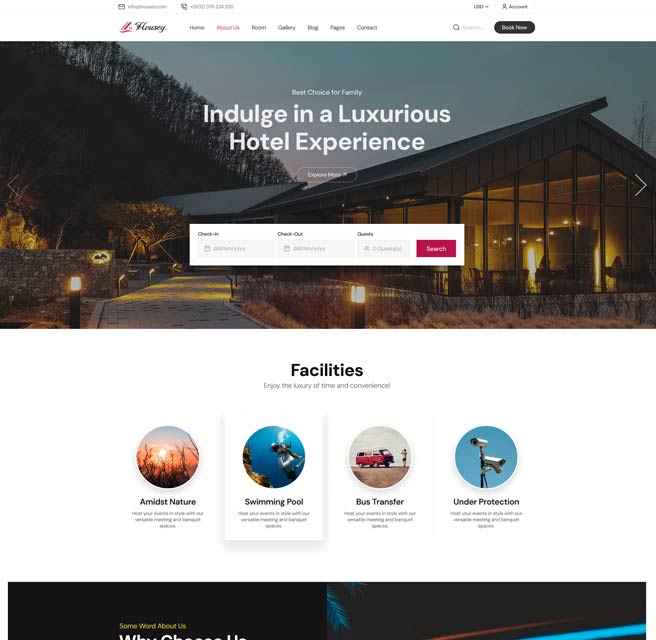 info@housey.com
USD
Account
Housey.
Home
About Us
Room
Gallery
Blog
Pages
Contact
Search...
Book Now
Best Choice for Family
Indulge in a Luxurious
Hotel Experience
Explore More
Check-In
Check-Out
Guests
dd/mm/yyyy
dd/mm/yyyy
0 Guest(s)
Search
Facilities
Enjoy the luxury of time and convenience!
Amidst Nature
Host your events in style with our
versatile meeting and banquet
spaces.
Swimming Pool
Host your events in style with our
versatile meeting and banquet
spaces.
Bus Transfer
Host your events in style with our
versatile meeting and banquet
spaces.
Under Protection
Host your events in style with our
versatile meeting and banquet
spaces.
Some Word About Us
Why Choose Us